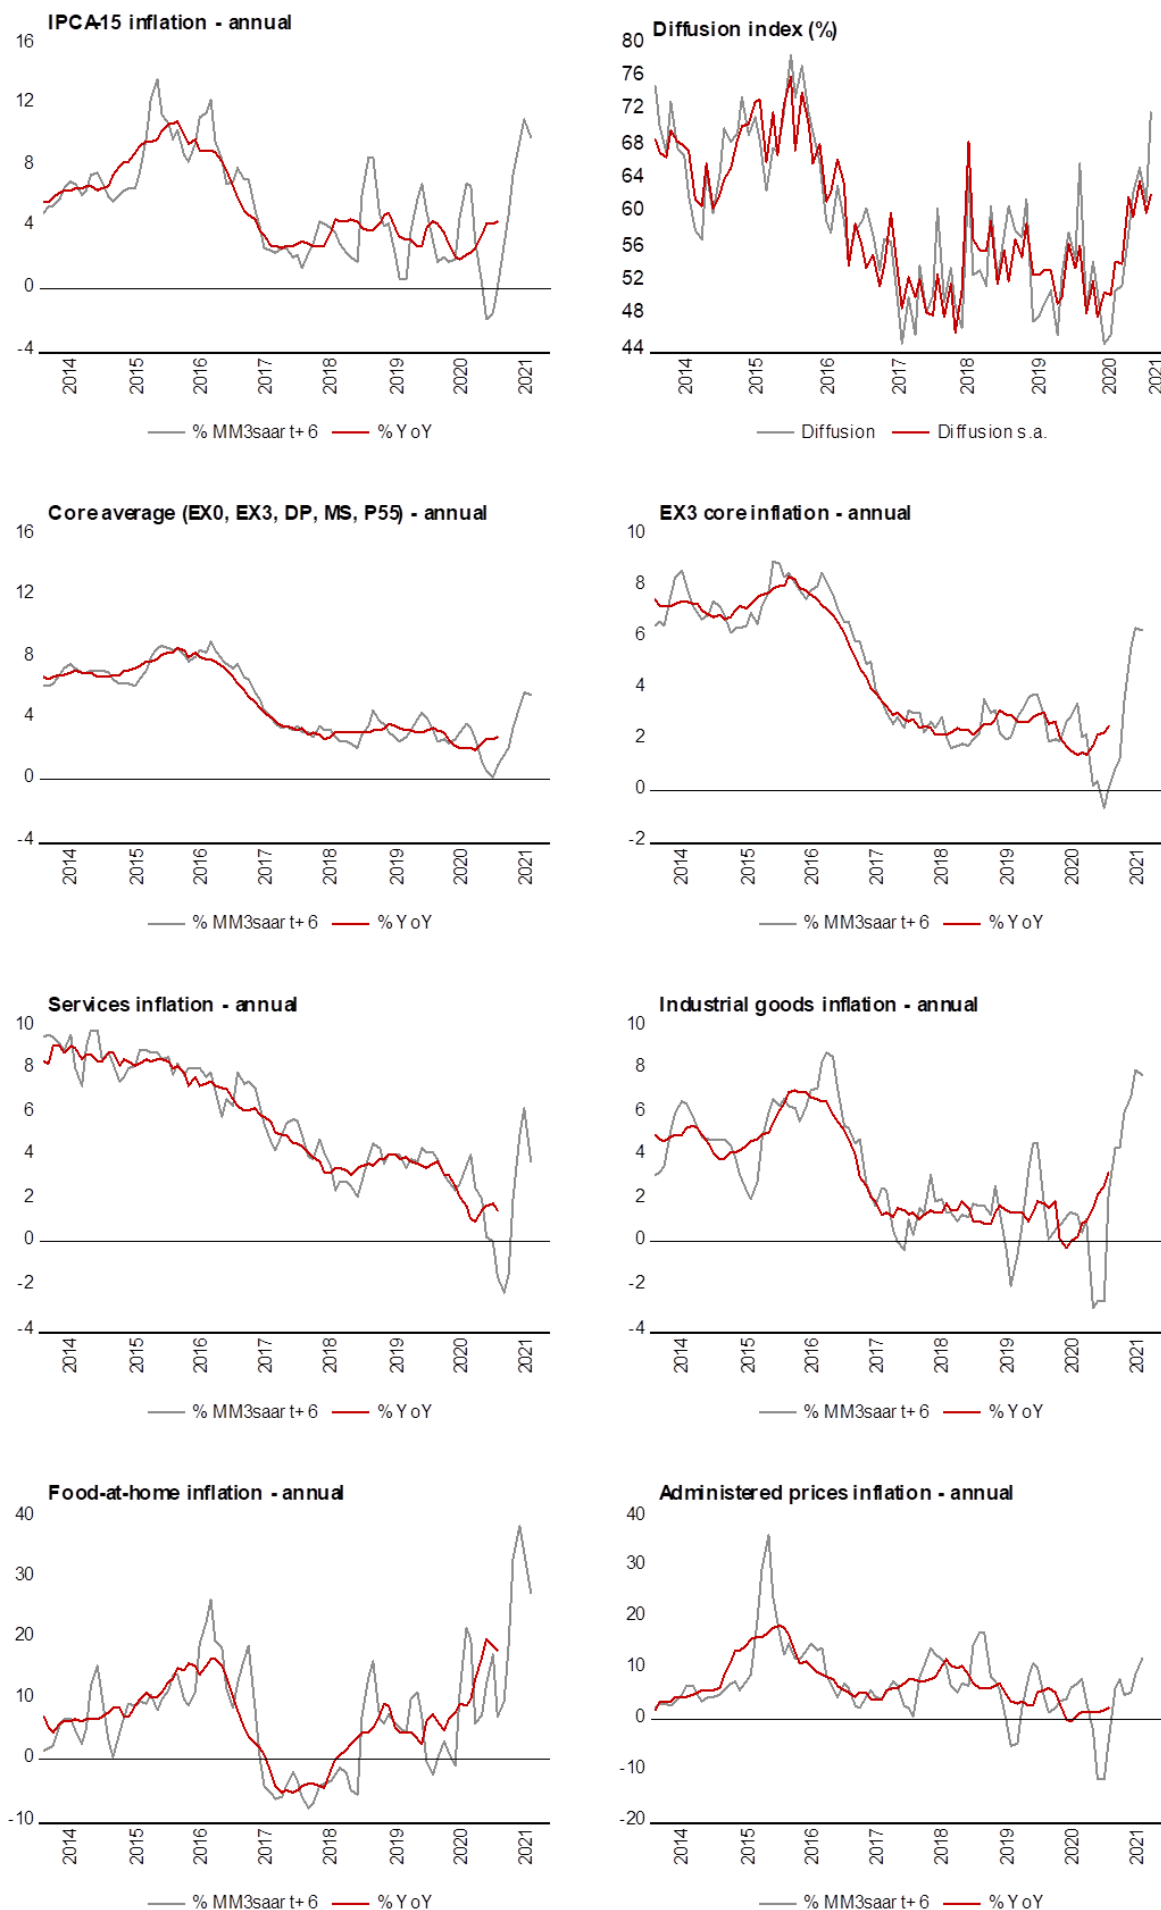 IPCA-15 inflation - annual
16
12
8
4
0
-4
2014 2015 2016 2017 2018 2019 2020 2021
% MM3saar t+6 % YoY
Diffusion index (%)
80
76
72
68
64
60
56
52
48
44
2014 2015 2016 2017 2018 2019 2020 2021
Diffusion Diffusion s.a.
Core average (EX0, EX3, DP, MS, P55) - annual
16
12
8
4
0
-4
2014 2015 2016 2017 2018 2019 2020 2021
% MM3saar t+6 % YoY
EX3 core inflation - annual
10
8
6
4
2
0
-2
2014 2015 2016 2017 2018 2019 2020 2021
% MM3saar t+6 % YoY
Services inflation - annual
10
8
6
4
2
0
-2
-4
2014 2015 2016 2017 2018 2019 2020 2021
% MM3saar t+6 % YoY
Industrial goods inflation - annual
10
8
6
4
2
0
-2
-4
2014 2015 2016 2017 2018 2019 2020 2021
% MM3saar t+6 % YoY
Food-at-home inflation - annual
40
30
20
10
0
-10
2014 2015 2016 2017 2018 2019 2020 2021
% MM3saar t+6 % YoY
Administered prices inflation - annual
40
30
20
10
0
-10
-20
2014 2015 2016 2017 2018 2019 2020 2021
% MM3saar t+6 % YoY